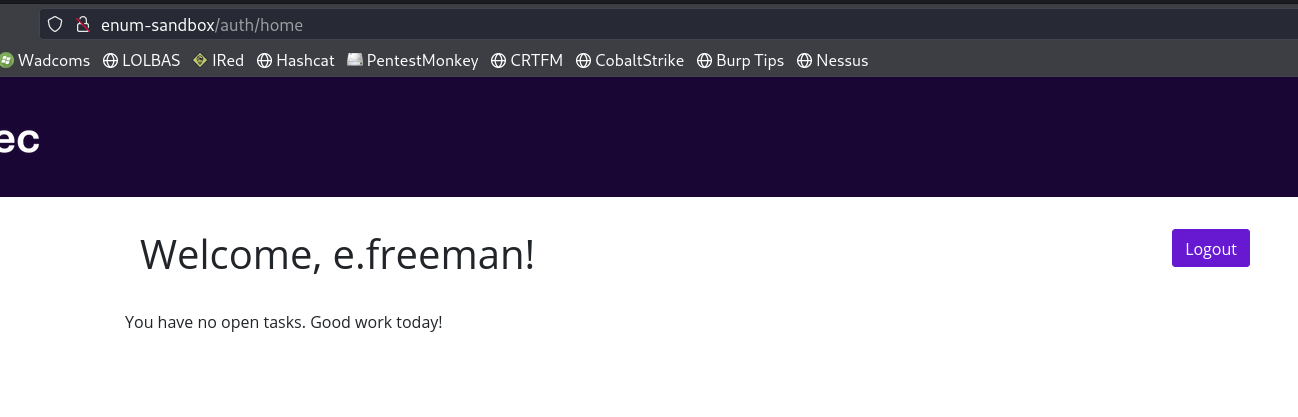 enum-sandbox/auth/home
Wadcoms LOLBAS IRed Hashcat PentestMonkey CRTFM CobaltStrike Burp Tips Nessus
ec
Welcome, e.freeman!
Logout
You have no open tasks. Good work today!